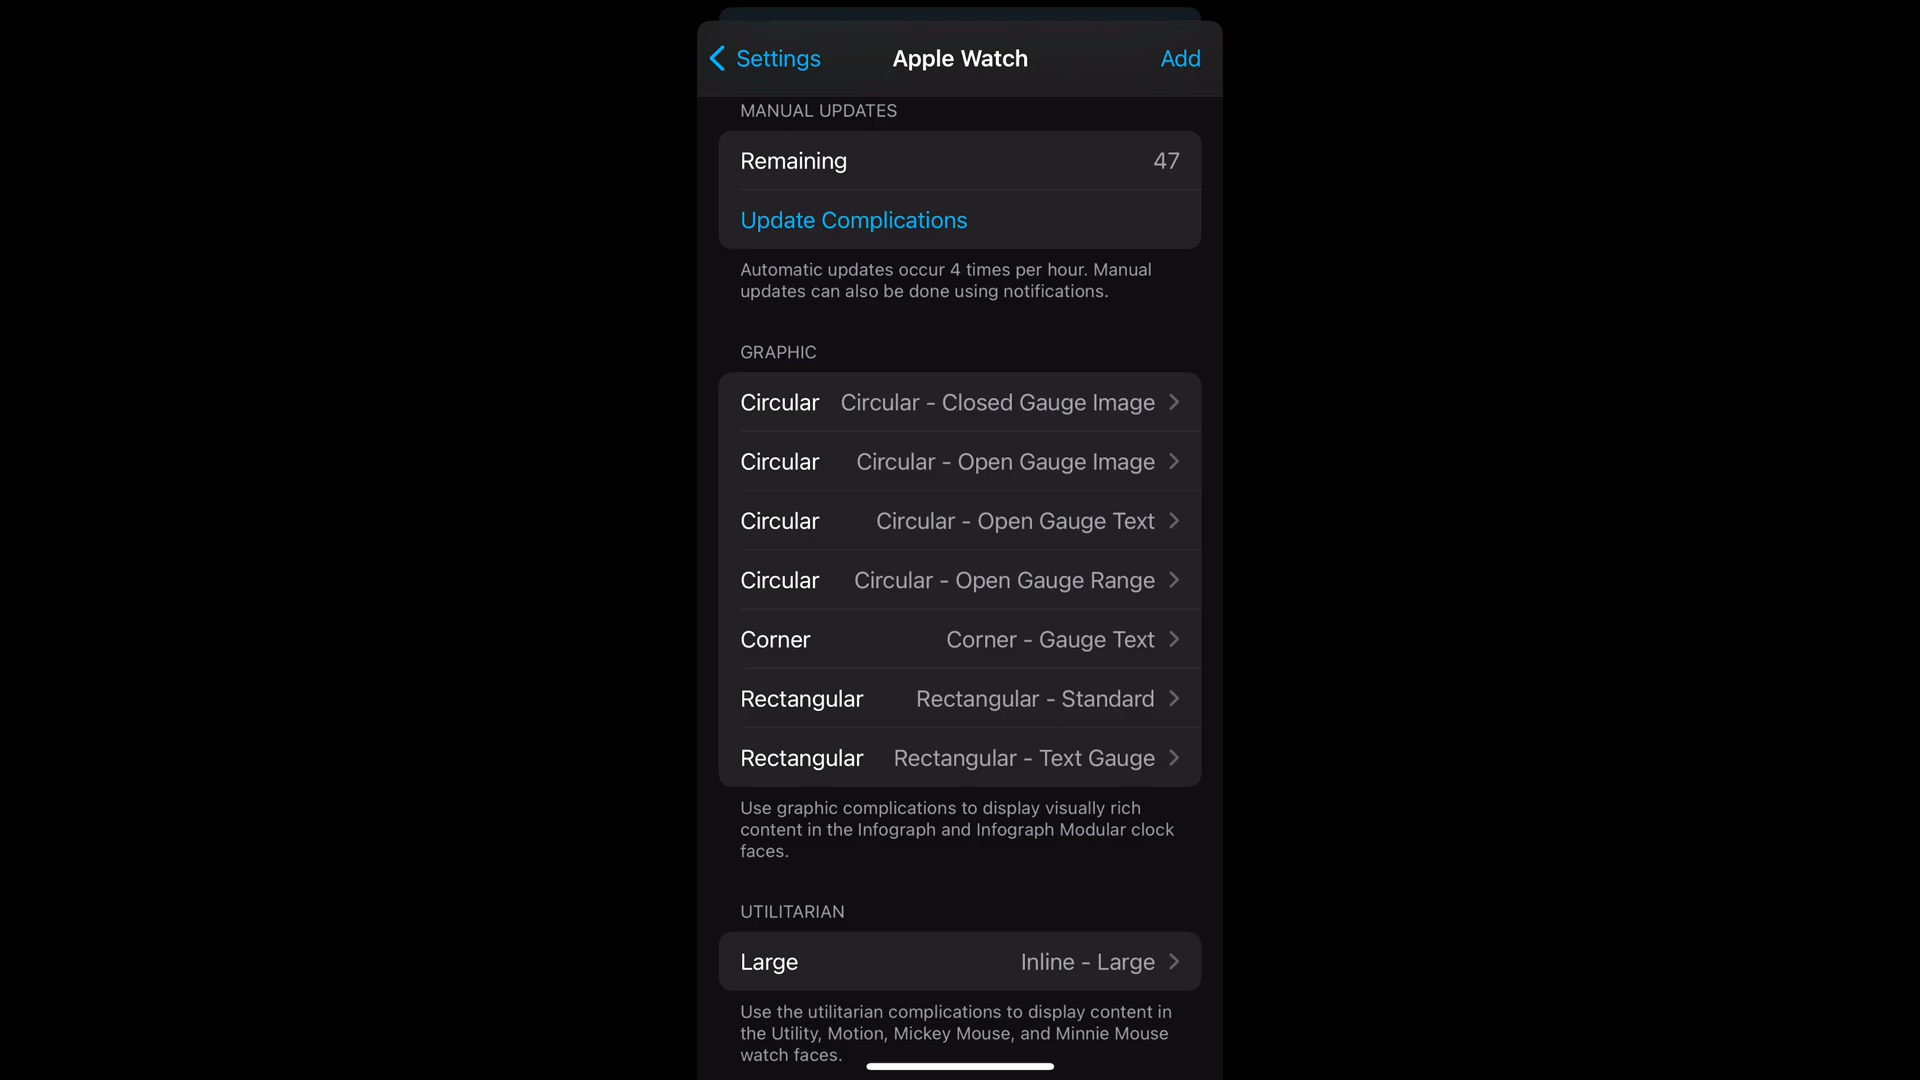 Settings Apple Watch Add
MANUAL UPDATES
Remaining 47
Update Complications
Automatic updates occur 4 times per hour. Manual
updates can also be done using notifications.
GRAPHIC
Circular Circular - Closed Gauge Image
Circular Circular - Open Gauge Image
Circular Circular - Open Gauge Text
Circular Circular - Open Gauge Range
Corner Corner - Gauge Text
Rectangular Rectangular - Standard
Rectangular Rectangular - Text Gauge
Use graphic complications to display visually rich
content in the Infograph and Infograph Modular clock
faces.
UTILITARIAN
Large Inline - Large
Use the utilitarian complications to display content in
the Utility, Motion, Mickey Mouse, and Minnie Mouse
watch faces.